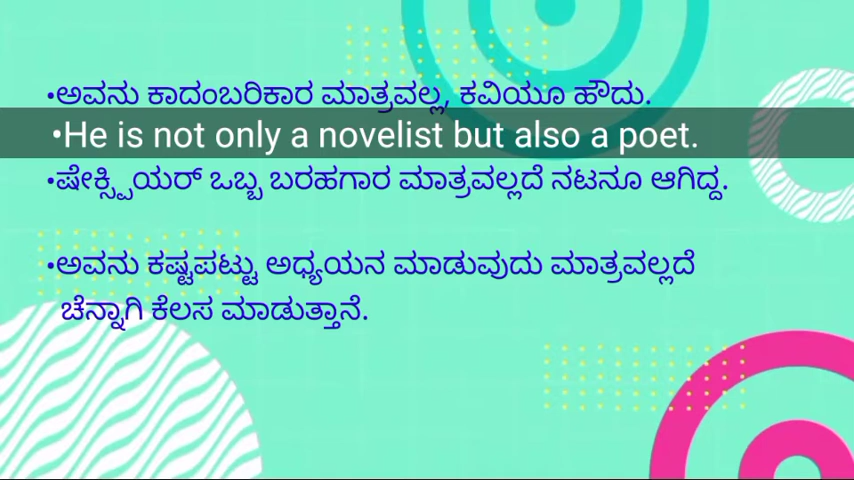 •ಅವನು ಕಾದಂಬರಿಕಾರ ಮಾತ್ರವಲ್ಲ, ಕವಿಯೂ ಹೌದು.
•He is not only a novelist but also a poet.
•ಷೇಕ್ಸ್ಪಿಯರ್ ಒಬ್ಬ ಬರಹಗಾರ ಮಾತ್ರವಲ್ಲದೆ ನಟನೂ ಆಗಿದ್ದ.
•ಅವನು ಕಷ್ಟಪಟ್ಟು ಅಧ್ಯಯನ ಮಾಡುವುದು ಮಾತ್ರವಲ್ಲದೆ
ಚೆನ್ನಾಗಿ ಕೆಲಸ ಮಾಡುತ್ತಾನೆ.